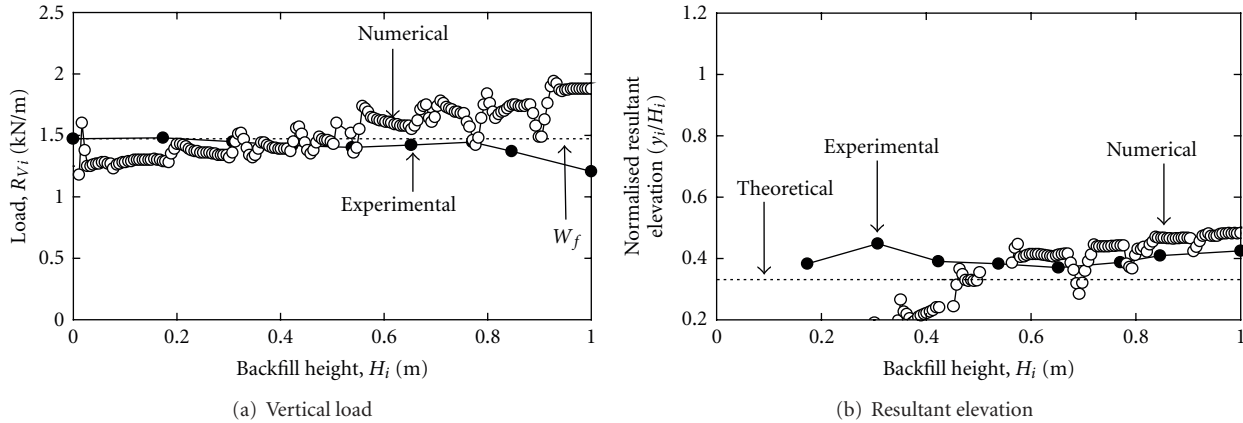 2.5
2
1.5
1
0.5
0
Load, R_{Vi} (kN/m)
Numerical
Experimental
W_f
0
0.2
0.4
0.6
0.8
1
Backfill height, H_i (m)
(a) Vertical load
1.2
1
0.8
0.6
0.4
0.2
Normalised resultant
elevation (y_i/H_i)
Theoretical
Experimental
Numerical
0
0.2
0.4
0.6
0.8
1
Backfill height, H_i (m)
(b) Resultant elevation